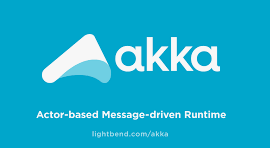 akka
Actor-based Message-driven Runtime
lightbend.com/akka